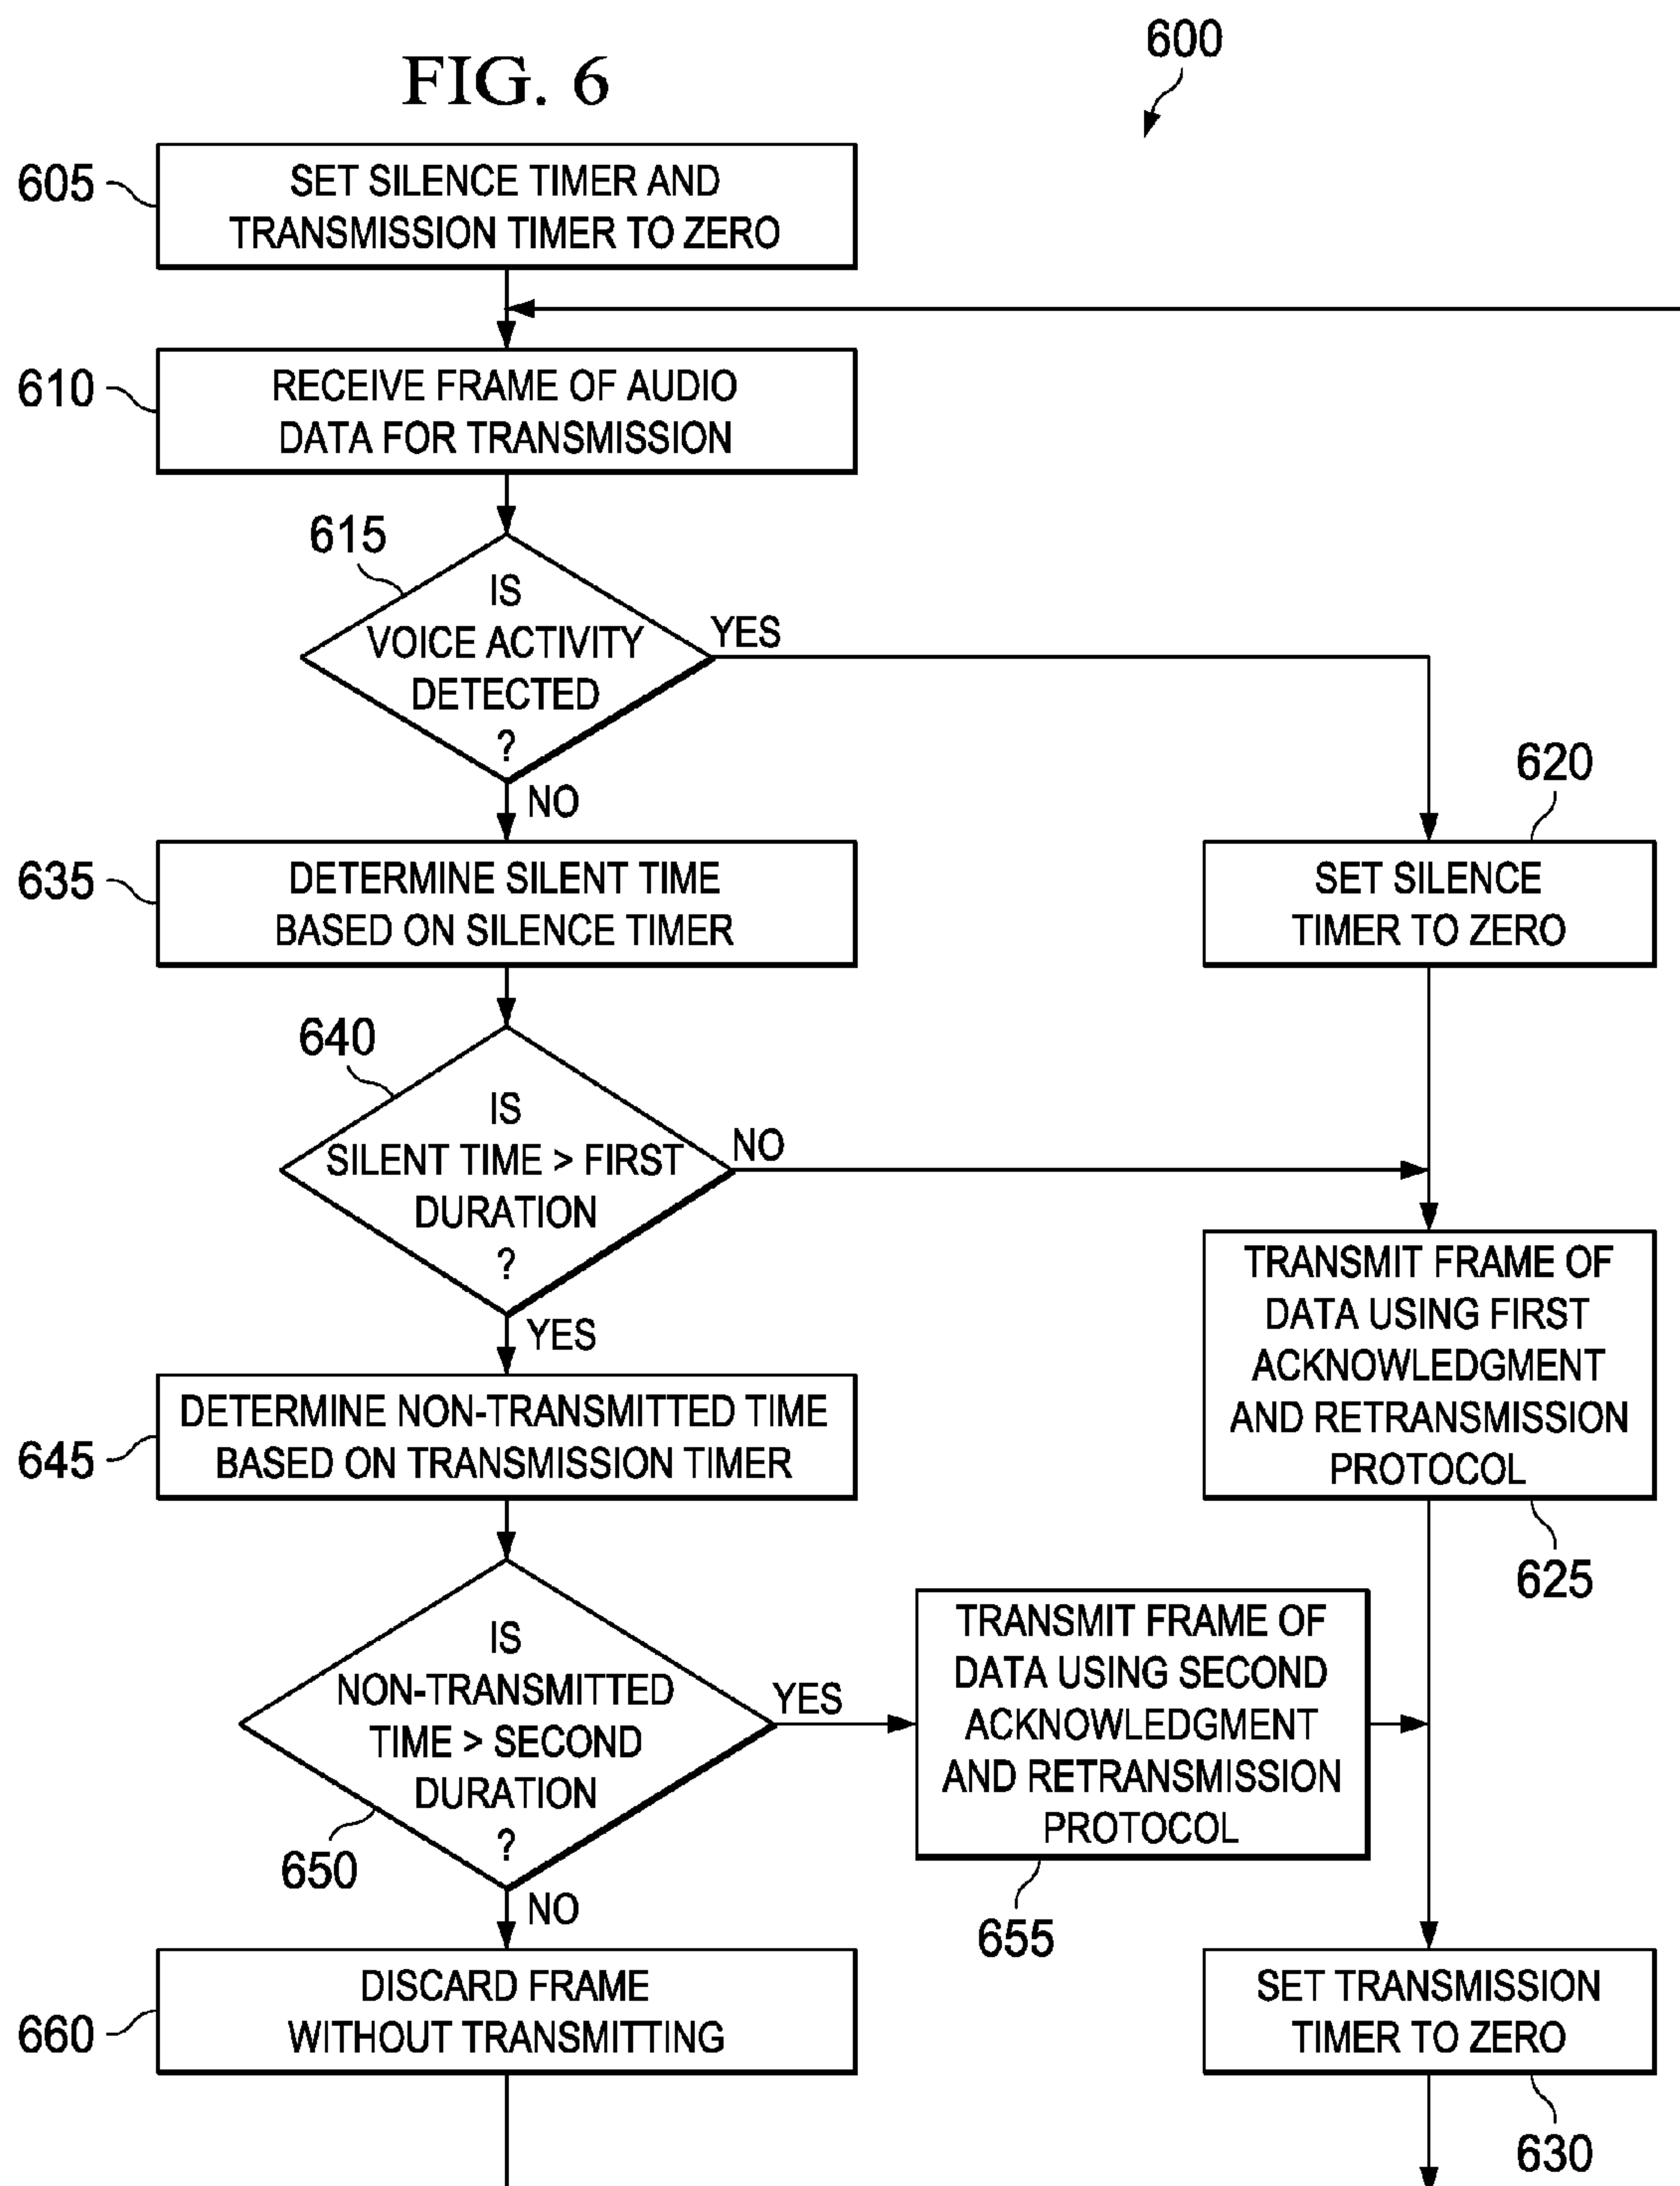 FIG. 6
600
605
SET SILENCE TIMER AND
TRANSMISSION TIMER TO ZERO
610
RECEIVE FRAME OF AUDIO
DATA FOR TRANSMISSION
615
IS
VOICE ACTIVITY
DETECTED
?
YES
NO
620
SET SILENCE
TIMER TO ZERO
635
DETERMINE SILENT TIME
BASED ON SILENCE TIMER
640
IS
SILENT TIME > FIRST
DURATION
?
NO
YES
TRANSMIT FRAME OF
DATA USING FIRST
ACKNOWLEDGMENT
AND RETRANSMISSION
PROTOCOL
625
645
DETERMINE NON-TRANSMITTED TIME
BASED ON TRANSMISSION TIMER
IS
NON-TRANSMITTED
TIME > SECOND
DURATION
?
650
YES
NO
TRANSMIT FRAME OF
DATA USING SECOND
ACKNOWLEDGMENT
AND RETRANSMISSION
PROTOCOL
655
660
DISCARD FRAME
WITHOUT TRANSMITTING
SET TRANSMISSION
TIMER TO ZERO
630